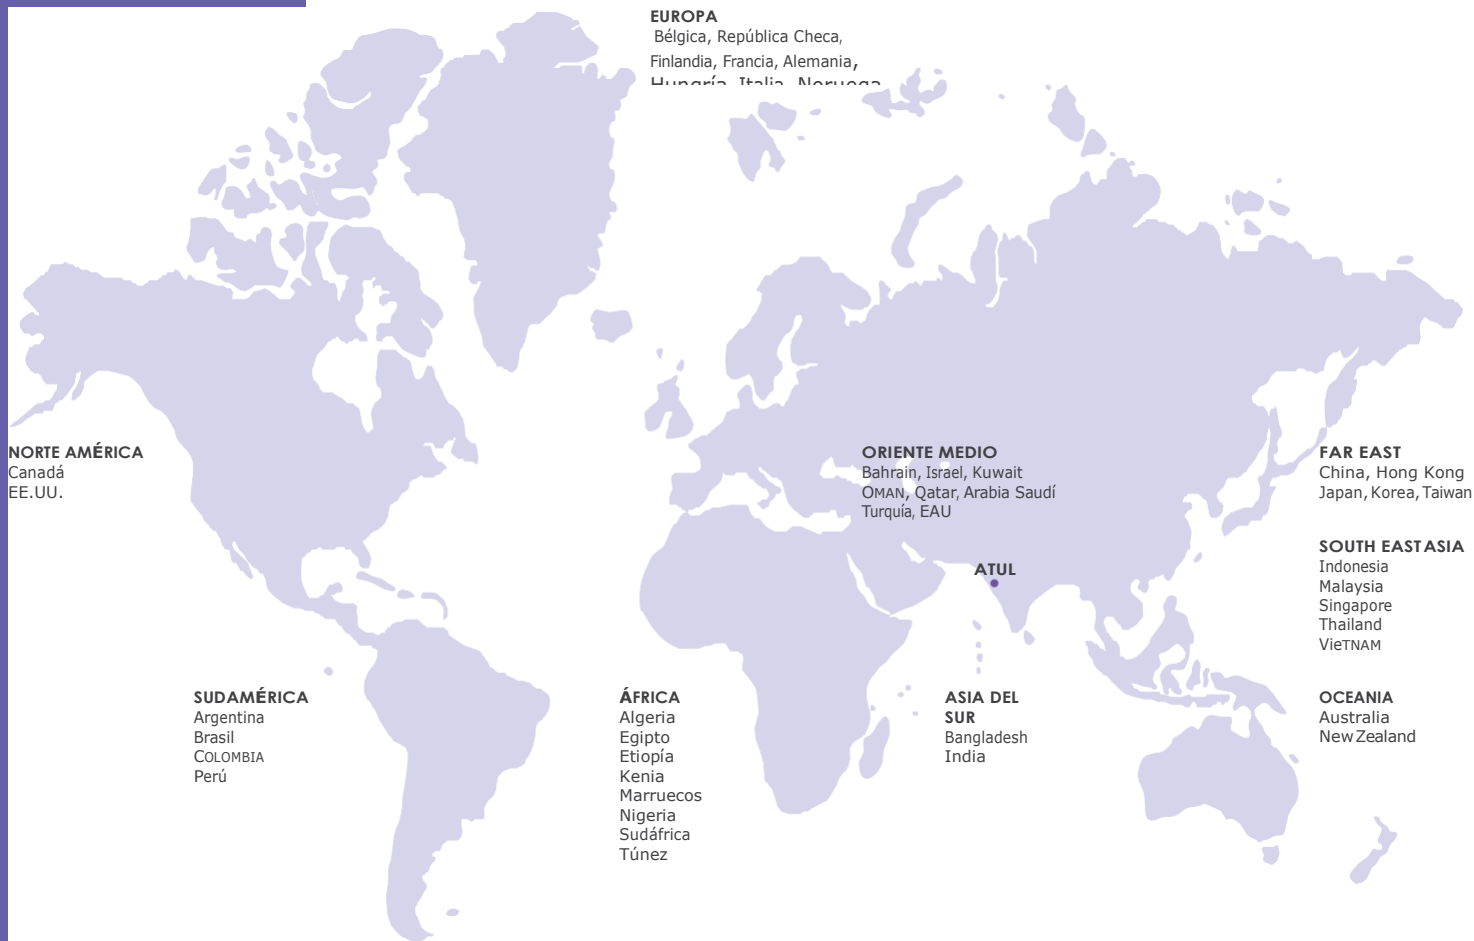 EUROPA
Bélgica, República Checa,
Finlandia, Francia, Alemania,
Hungría, Italia, Noruega
NORTE AMÉRICA
Canadá
EE.UU.
ORIENTE MEDIO
Bahrain, Israel, Kuwait
OMAN, Qatar, Arabia Saudí
Turquía, EAU
FAR EAST
China, Hong Kong
Japan, Korea, Taiwan
SOUTH EAST ASIA
Indonesia
Malaysia
Singapore
Thailand
VieTNAM
ATUL
SUDAMÉRICA
Argentina
Brasil
COLOMBIA
Perú
ÁFRICA
Algeria
Egipto
Etiopía
Kenia
Marruecos
Nigeria
Sudáfrica
Túnez
ASIA DEL
SUR
Bangladesh
India
OCEANIA
Australia
New Zealand